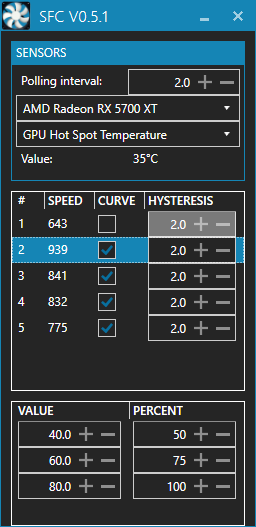 SFC V0.5.1
SENSORS
Polling interval: 2.0
AMD Radeon RX 5700 XT
GPU Hot Spot Temperature
Value: 35°C
# SPEED CURVE HYSTERESIS
1 643 2.0
2 939 2.0
3 841 2.0
4 832 2.0
5 775 2.0
VALUE PERCENT
40.0 50
60.0 75
80.0 100